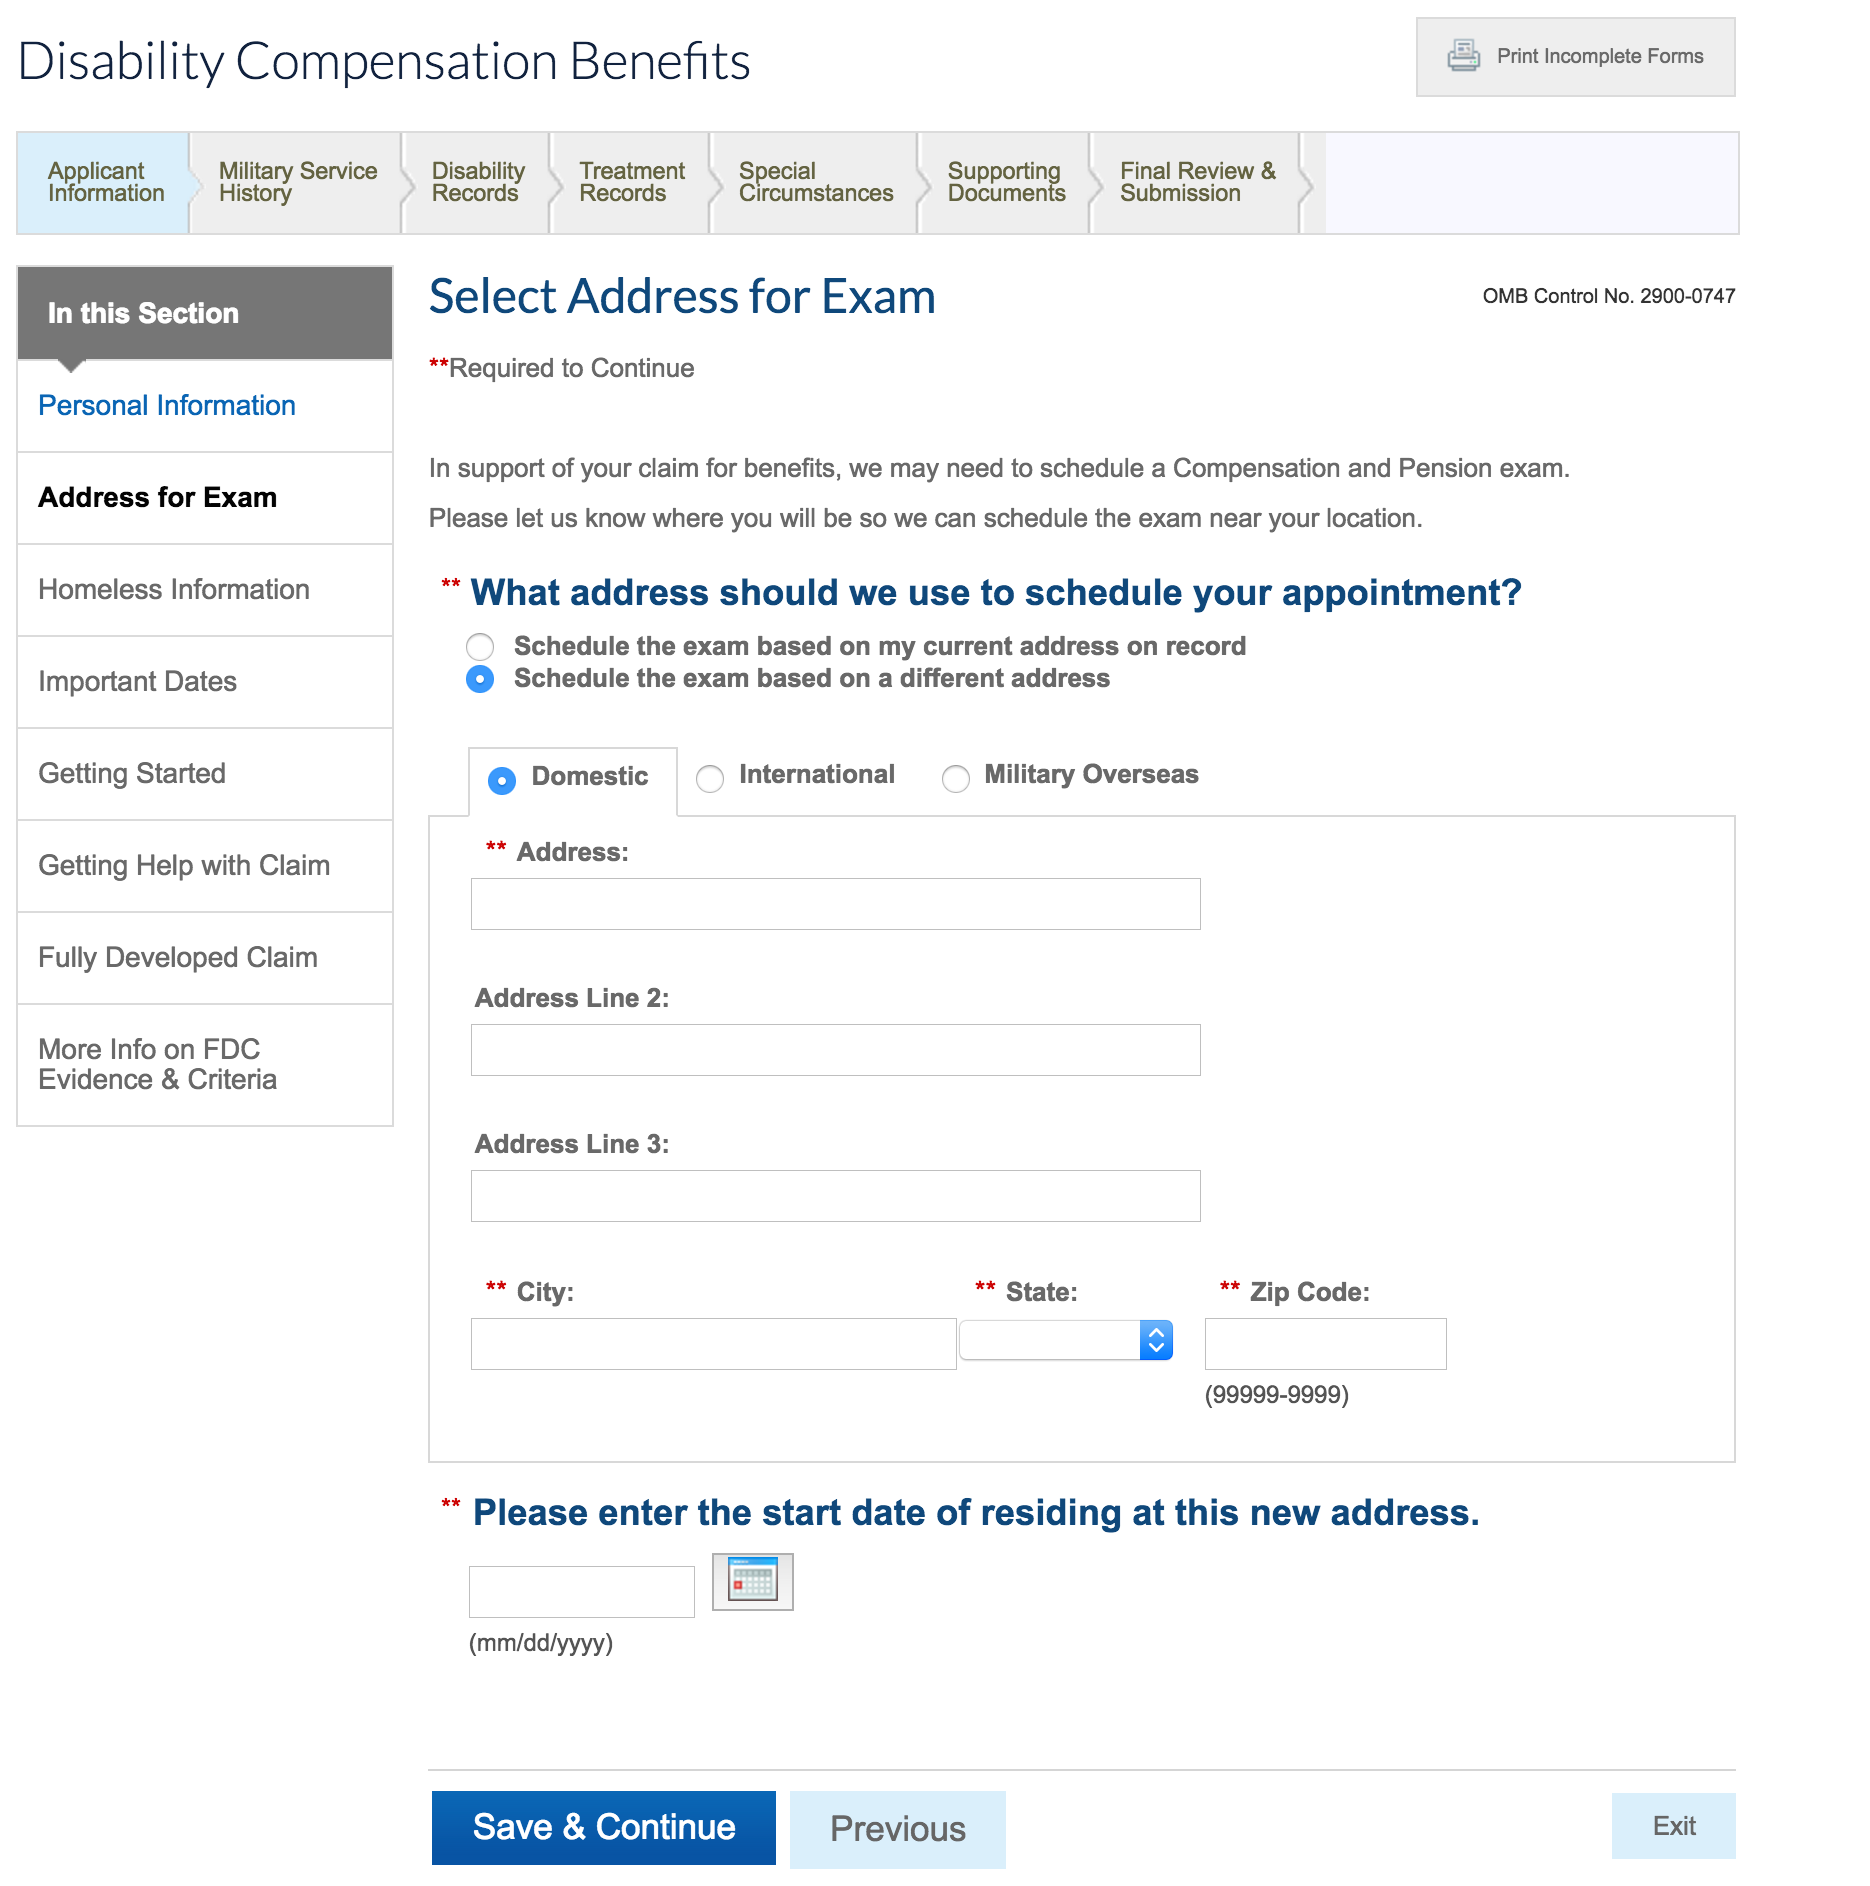 Disability Compensation Benefits
Print Incomplete Forms
Applicant
Information
Military Service
History
Disability
Records
Treatment
Records
Special
Circumstances
Supporting
Documents
Final Review &
Submission
In this Section
Personal Information
Address for Exam
Homeless Information
Important Dates
Getting Started
Getting Help with Claim
Fully Developed Claim
More Info on FDC
Evidence & Criteria
Select Address for Exam
OMB Control No. 2900-0747
**Required to Continue
In support of your claim for benefits, we may need to schedule a Compensation and Pension exam.
Please let us know where you will be so we can schedule the exam near your location.
** What address should we use to schedule your appointment?
Schedule the exam based on my current address on record
Schedule the exam based on a different address
Domestic International Military Overseas
** Address:
Address Line 2:
Address Line 3:
** City: ** State: ** Zip Code:
(99999-9999)
** Please enter the start date of residing at this new address.
(mm/dd/yyyy)
Save & Continue Previous Exit